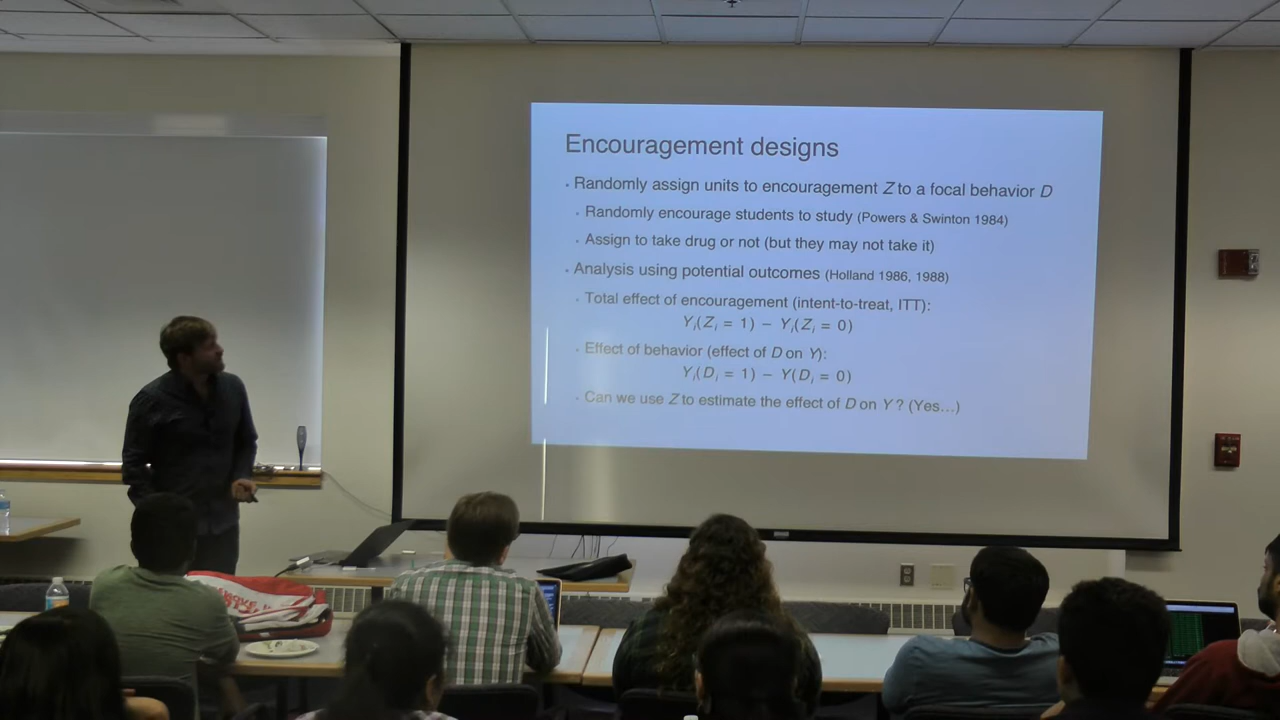 Encouragement designs
Randomly assign units to encouragement Z to a focal behavior D
Randomly encourage students to study (Powers & Swinton 1984)
Assign to take drug or not (but they may not take it)
Analysis using potential outcomes (Holland 1986, 1988)
Total effect of encouragement (intent-to-treat, ITT):
Yᵢ(Zᵢ = 1) − Yᵢ(Zᵢ = 0)
Effect of behavior (effect of D on Y):
Yᵢ(Dᵢ = 1) − Y(Dᵢ = 0)
Can we use Z to estimate the effect of D on Y? (Yes…)